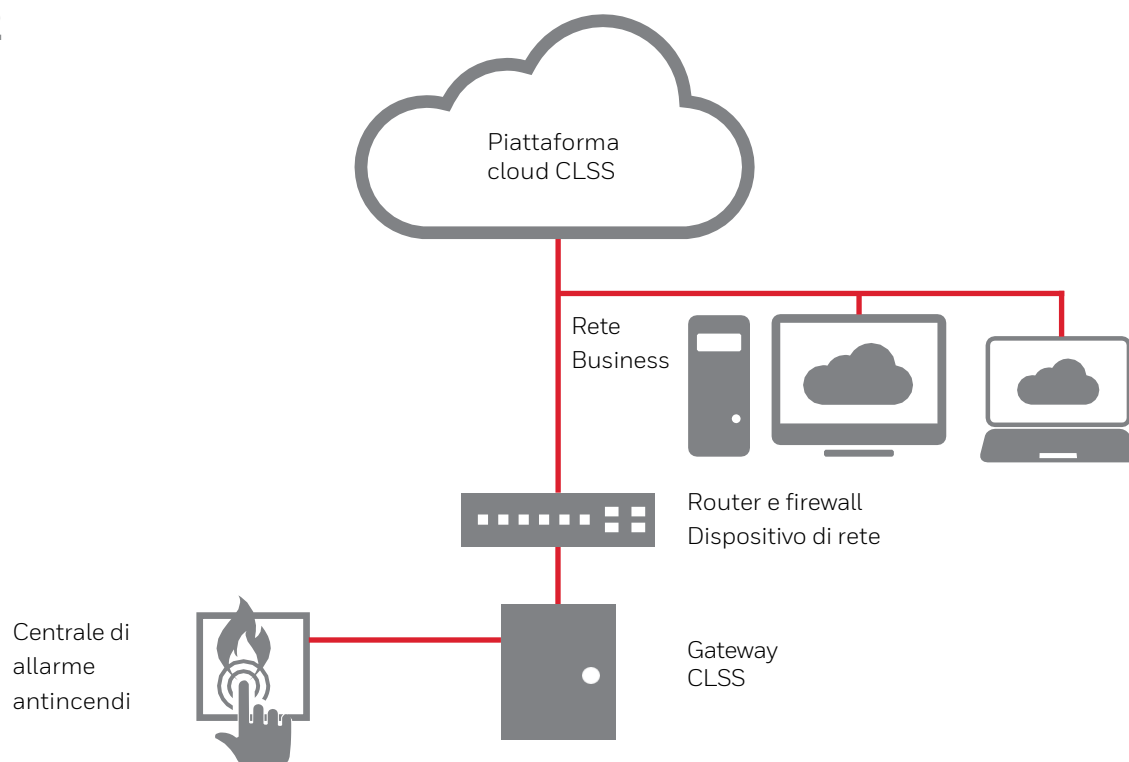 Piattaforma
cloud CLSS
Rete
Business
Router e firewall
Dispositivo di rete
Centrale di
allarme
antincendi
Gateway
CLSS